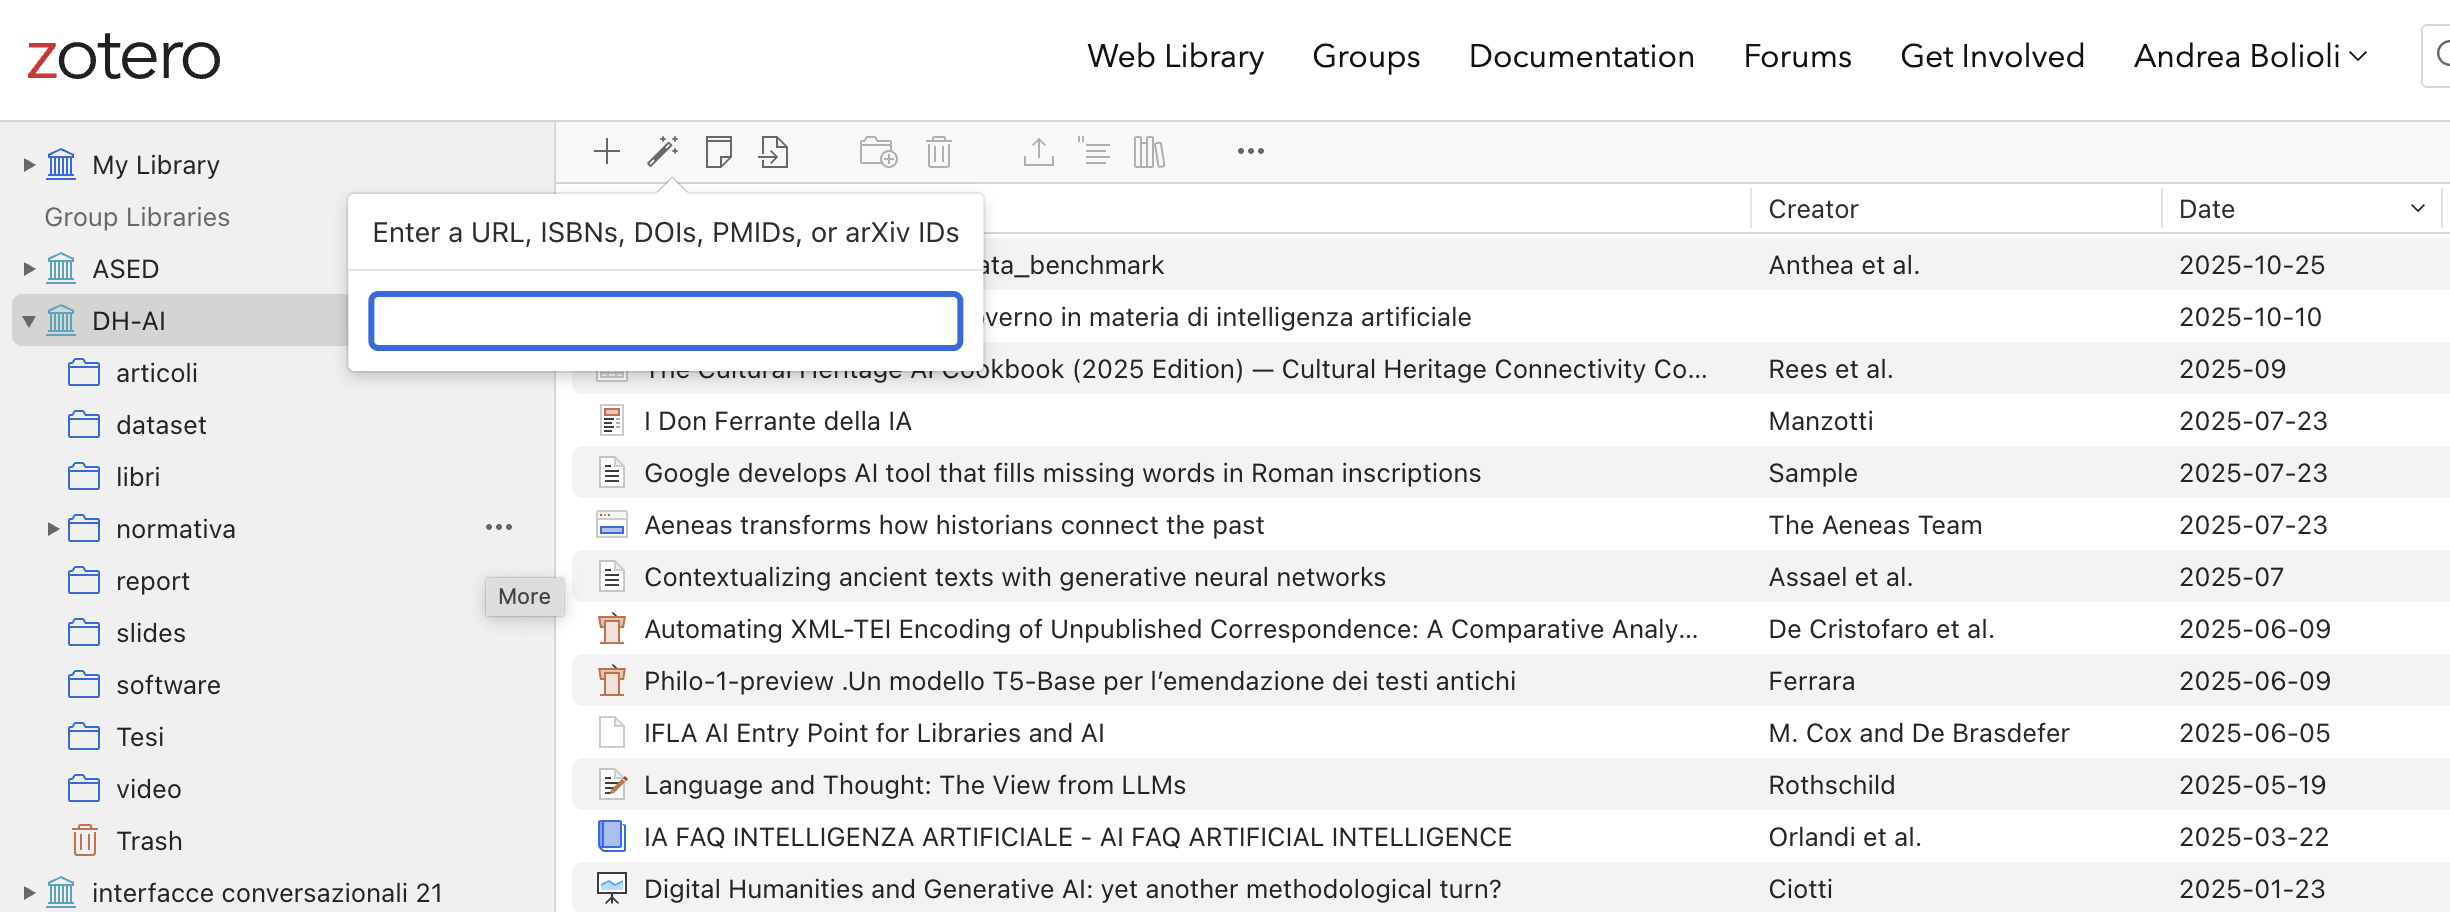 zotero
Web Library Groups Documentation Forums Get Involved Andrea Bolioli
My Library
Group Libraries
ASED
DH-AI
articoli
dataset
libri
normativa
report
slides
software
Tesi
video
Trash
interfacce conversazionali 21
More
Enter a URL, ISBNs, DOIs, PMIDs, or arXiv IDs
Creator Date
ata_benchmark Anthea et al. 2025-10-25
verno in materia di intelligenza artificiale 2025-10-10
The Cultural Heritage AI Cookbook (2025 Edition) — Cultural Heritage Connectivity Co... Rees et al. 2025-09
I Don Ferrante della IA Manzotti 2025-07-23
Google develops AI tool that fills missing words in Roman inscriptions Sample 2025-07-23
Aeneas transforms how historians connect the past The Aeneas Team 2025-07-23
Contextualizing ancient texts with generative neural networks Assael et al. 2025-07
Automating XML-TEI Encoding of Unpublished Correspondence: A Comparative Analy... De Cristofaro et al. 2025-06-09
Philo-1-preview .Un modello T5-Base per l’emendazione dei testi antichi Ferrara 2025-06-09
IFLA AI Entry Point for Libraries and AI M. Cox and De Brasdefer 2025-06-05
Language and Thought: The View from LLMs Rothschild 2025-05-19
IA FAQ INTELLIGENZA ARTIFICIALE - AI FAQ ARTIFICIAL INTELLIGENCE Orlandi et al. 2025-03-22
Digital Humanities and Generative AI: yet another methodological turn? Ciotti 2025-01-23